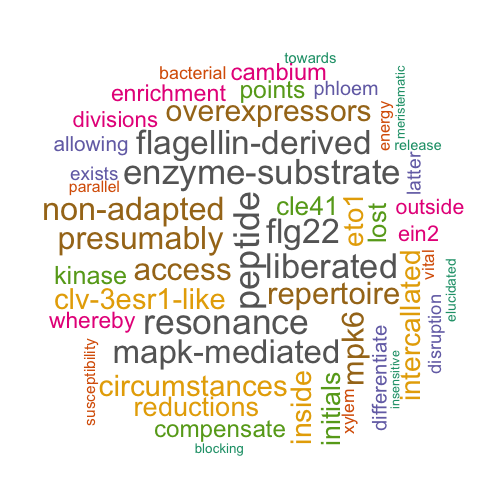 towards
bacterial cambium
enrichment points phloem
meristematic
divisions overexpressors
energy
allowing flagellin-derived release
exists enzyme-substrate latter
parallel
non-adapted peptide cle41 eto1 lost outside
presumably flg22 ein2
kinase access liberated intercallated vital elucidated
clv-3esr1-like repertoire
whereby resonance mpk6 disruption
susceptibility mapk-mediated differentiate insensitive
circumstances inside initials xylem
reductions
compensate
blocking